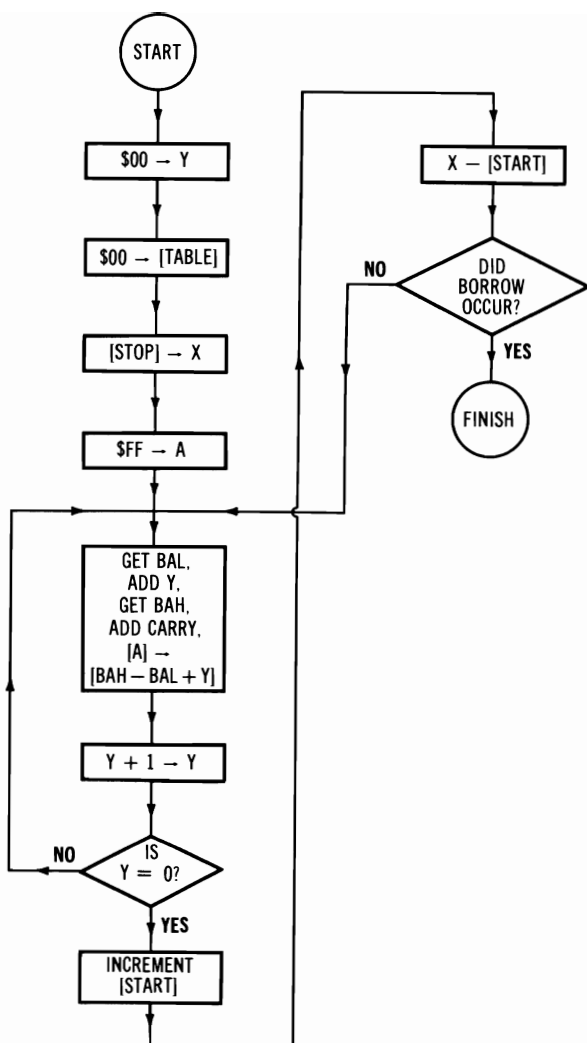 START
$00 → Y
$00 → [TABLE]
[STOP] → X
$FF → A
GET BAL,
ADD Y,
GET BAH,
ADD CARRY,
[A] →
[BAH – BAL + Y]
Y + 1 → Y
IS
Y = 0?
NO
YES
INCREMENT
[START]
X – [START]
DID
BORROW
OCCUR?
NO
YES
FINISH